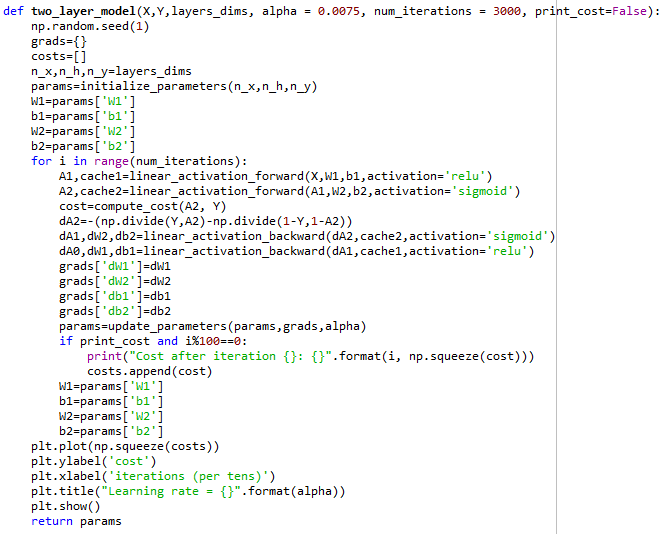 def two_layer_model(X,Y,layers_dims, alpha = 0.0075, num_iterations = 3000, print_cost=False):
    np.random.seed(1)
    grads={}
    costs=[]
    n_x,n_h,n_y=layers_dims
    params=initialize_parameters(n_x,n_h,n_y)
    W1=params['W1']
    b1=params['b1']
    W2=params['W2']
    b2=params['b2']
    for i in range(num_iterations):
        A1,cache1=linear_activation_forward(X,W1,b1,activation='relu')
        A2,cache2=linear_activation_forward(A1,W2,b2,activation='sigmoid')
        cost=compute_cost(A2, Y)
        dA2=-(np.divide(Y,A2)-np.divide(1-Y,1-A2))
        dA1,dW2,db2=linear_activation_backward(dA2,cache2,activation='sigmoid')
        dA0,dW1,db1=linear_activation_backward(dA1,cache1,activation='relu')
        grads['dW1']=dW1
        grads['dW2']=dW2
        grads['db1']=db1
        grads['db2']=db2
        params=update_parameters(params,grads,alpha)
        if print_cost and i%100==0:
            print("Cost after iteration {}: {}".format(i, np.squeeze(cost)))
            costs.append(cost)
        W1=params['W1']
        b1=params['b1']
        W2=params['W2']
        b2=params['b2']
    plt.plot(np.squeeze(costs))
    plt.ylabel('cost')
    plt.xlabel('iterations (per tens)')
    plt.title("Learning rate = {}".format(alpha))
    plt.show()
    return params